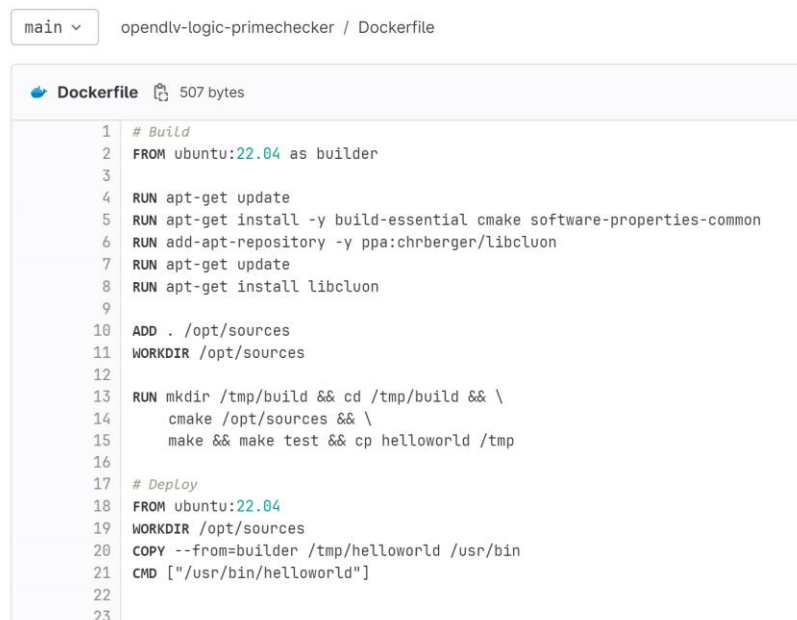 main
opendlv-logic-primechecker / Dockerfile
Dockerfile 507 bytes
1 # Build
2 FROM ubuntu:22.04 as builder
3
4 RUN apt-get update
5 RUN apt-get install -y build-essential cmake software-properties-common
6 RUN add-apt-repository -y ppa:chrberger/libcluon
7 RUN apt-get update
8 RUN apt-get install libcluon
9
10 ADD . /opt/sources
11 WORKDIR /opt/sources
12
13 RUN mkdir /tmp/build && cd /tmp/build && \
14     cmake /opt/sources && \
15     make && make test && cp helloworld /tmp
16
17 # Deploy
18 FROM ubuntu:22.04
19 WORKDIR /opt/sources
20 COPY --from=builder /tmp/helloworld /usr/bin
21 CMD ["/usr/bin/helloworld"]
22
23